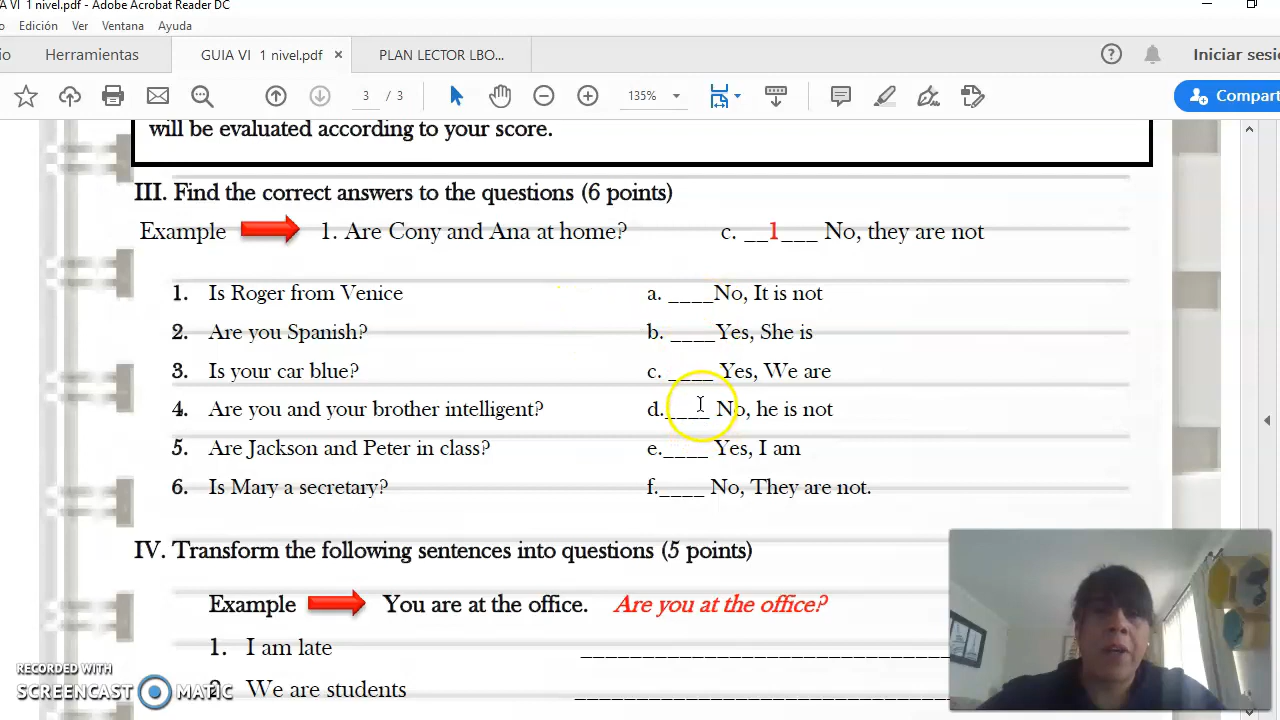 GUIA VI 1 nivel.pdf - Adobe Acrobat Reader DC
Edición Ver Ventana Ayuda
Herramientas GUIA VI 1 nivel.pdf × PLAN LECTOR LBO... ? Iniciar sesi
3 / 3 135% Compart
will be evaluated according to your score.
III. Find the correct answers to the questions (6 points)
Example 1. Are Cony and Ana at home? c. __1___ No, they are not
1. Is Roger from Venice a. ____No, It is not
2. Are you Spanish? b. ____Yes, She is
3. Is your car blue? c. ____ Yes, We are
4. Are you and your brother intelligent? d.____ No, he is not
5. Are Jackson and Peter in class? e.____ Yes, I am
6. Is Mary a secretary? f.____ No, They are not.
IV. Transform the following sentences into questions (5 points)
Example You are at the office. Are you at the office?
1. I am late ______________________________
2. We are students ______________________________
RECORDED WITH
SCREENCAST MATIC